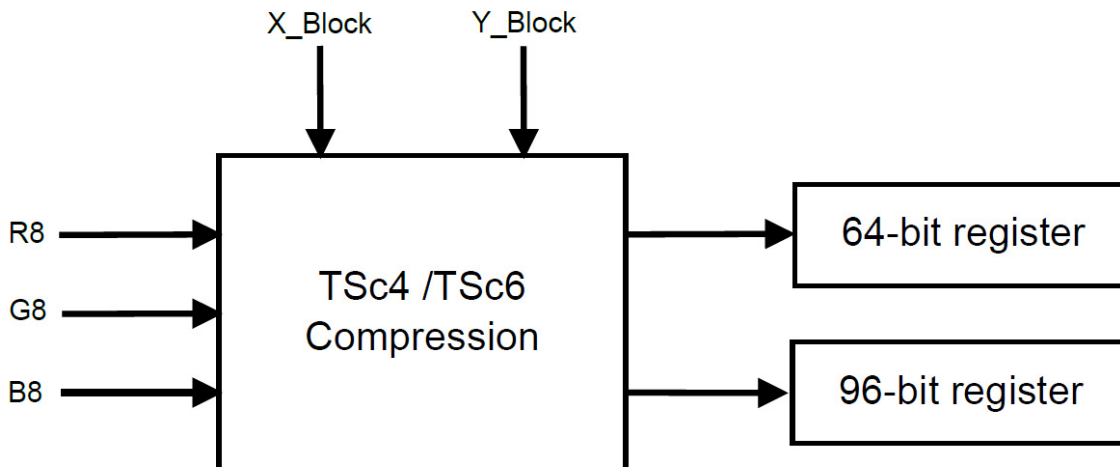 X_Block
Y_Block
R8
G8
B8
TSc4 /TSc6
Compression
64-bit register
96-bit register